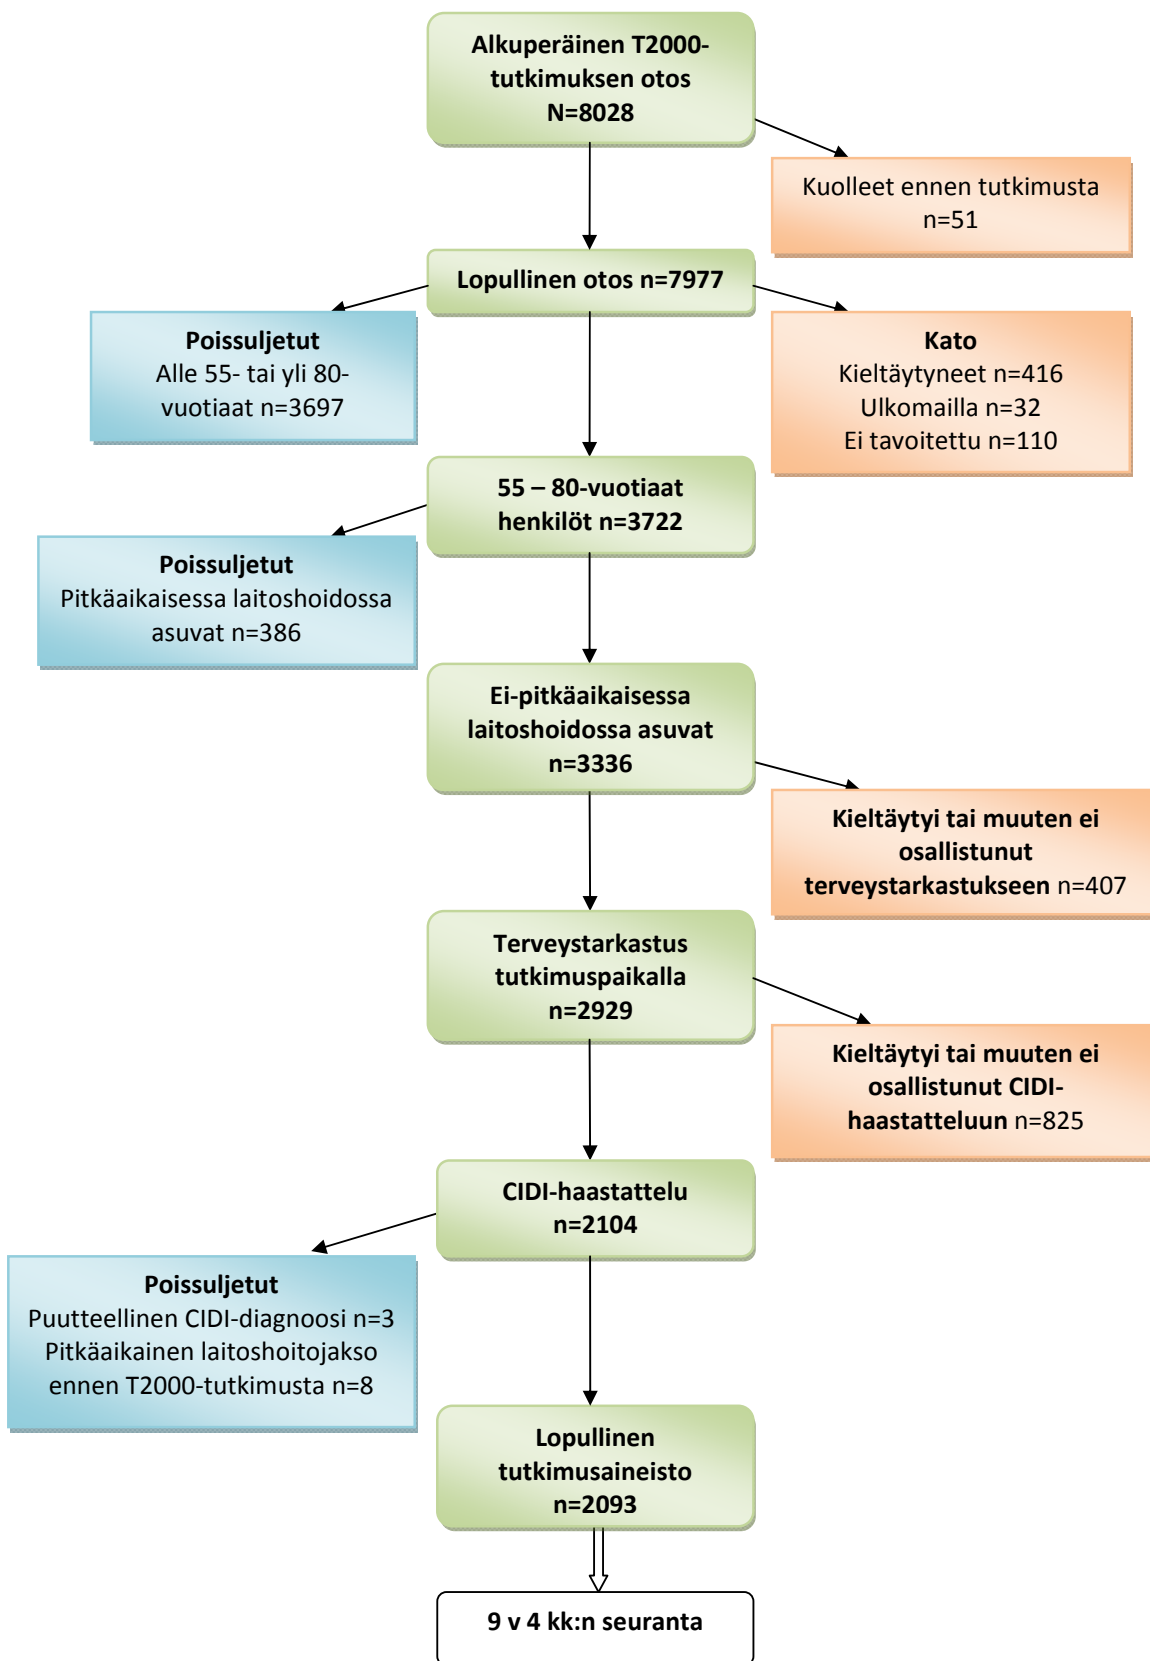 Alkuperäinen T2000-
tutkimuksen otos
N=8028
Kuolleet ennen tutkimusta
n=51
Lopullinen otos n=7977
Poissuljetut
Alle 55- tai yli 80-
vuotiaat n=3697
Kato
Kieltäytyneet n=416
Ulkomailla n=32
Ei tavoitettu n=110
55 – 80-vuotiaat
henkilöt n=3722
Poissuljetut
Pitkäaikaisessa laitoshoidossa
asuvat n=386
Ei-pitkäaikaisessa
laitoshoidossa asuvat
n=3336
Kieltäytyi tai muuten ei
osallistunut
terveystarkastukseen n=407
Terveystarkastus
tutkimuspaikalla
n=2929
Kieltäytyi tai muuten ei
osallistunut CIDI-
haastatteluun n=825
CIDI-haastattelu
n=2104
Poissuljetut
Puutteellinen CIDI-diagnoosi n=3
Pitkäaikainen laitoshoitojakso
ennen T2000-tutkimusta n=8
Lopullinen
tutkimusaineisto
n=2093
9 v 4 kk:n seuranta